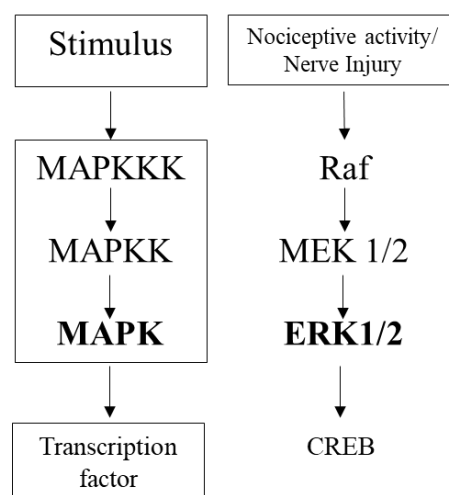 Stimulus
MAPKKK
MAPKK
MAPK
Transcription
factor
Nociceptive activity/
Nerve Injury
Raf
MEK 1/2
ERK1/2
CREB